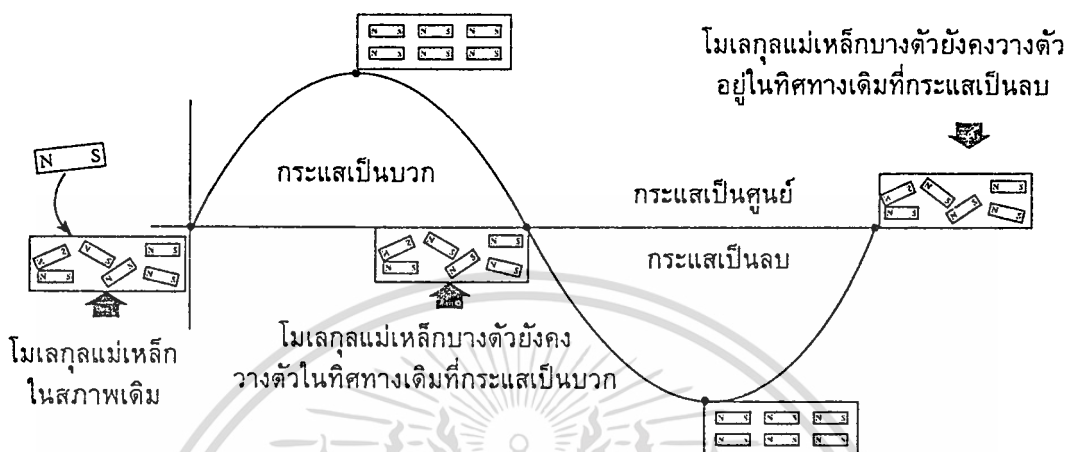 N S N S N S
N S N S N S
โมเลกุลแม่เหล็กบางตัวยังคงวางตัว
อยู่ในทิศทางเดิมที่กระแสเป็นลบ
N S
กระแสเป็นบวก
กระแสเป็นศูนย์
กระแสเป็นลบ
โมเลกุลแม่เหล็ก
ในสภาพเดิม
โมเลกุลแม่เหล็กบางตัวยังคง
วางตัวในทิศทางเดิมที่กระแสเป็นบวก
N S N S N S
N S N S N S